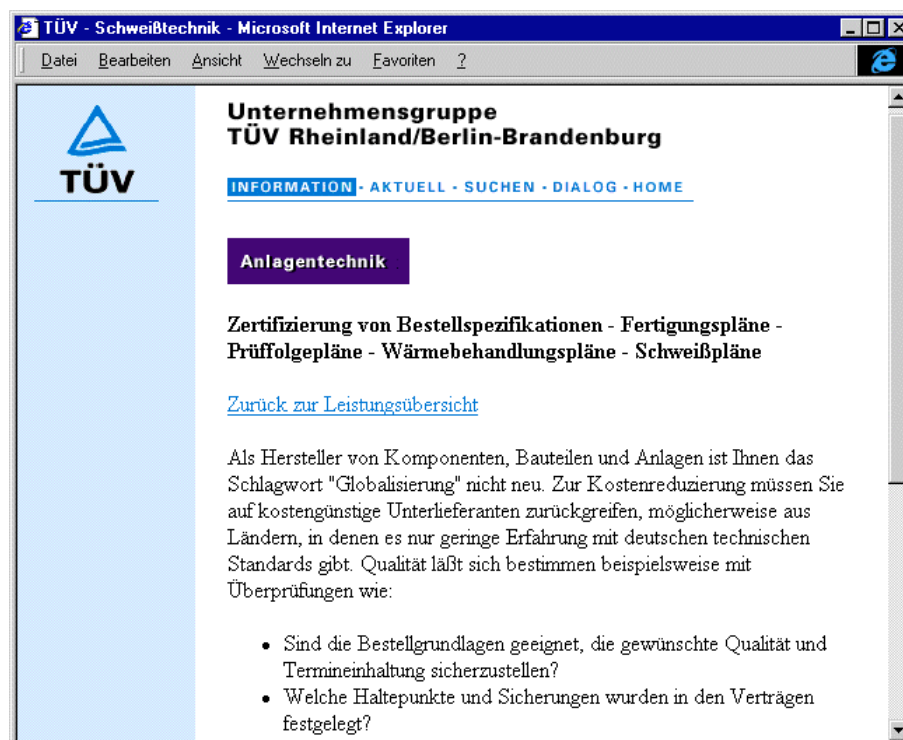 TÜV - Schweißtechnik - Microsoft Internet Explorer
Datei Bearbeiten Ansicht Wechseln zu Favoriten ?
TÜV
Unternehmensgruppe
TÜV Rheinland/Berlin-Brandenburg
INFORMATION - AKTUELL - SUCHEN - DIALOG - HOME
Anlagentechnik
Zertifizierung von Bestellspezifikationen - Fertigungspläne -
Prüffolgepläne - Wärmebehandlungspläne - Schweißpläne
Zurück zur Leistungsübersicht
Als Hersteller von Komponenten, Bauteilen und Anlagen ist Ihnen das
Schlagwort "Globalisierung" nicht neu. Zur Kostenreduzierung müssen Sie
auf kostengünstige Unterlieferanten zurückgreifen, möglicherweise aus
Ländern, in denen es nur geringe Erfahrung mit deutschen technischen
Standards gibt. Qualität läßt sich bestimmen beispielsweise mit
Überprüfungen wie:
• Sind die Bestellgrundlagen geeignet, die gewünschte Qualität und
Termineinhaltung sicherzustellen?
• Welche Haltepunkte und Sicherungen wurden in den Verträgen
festgelegt?